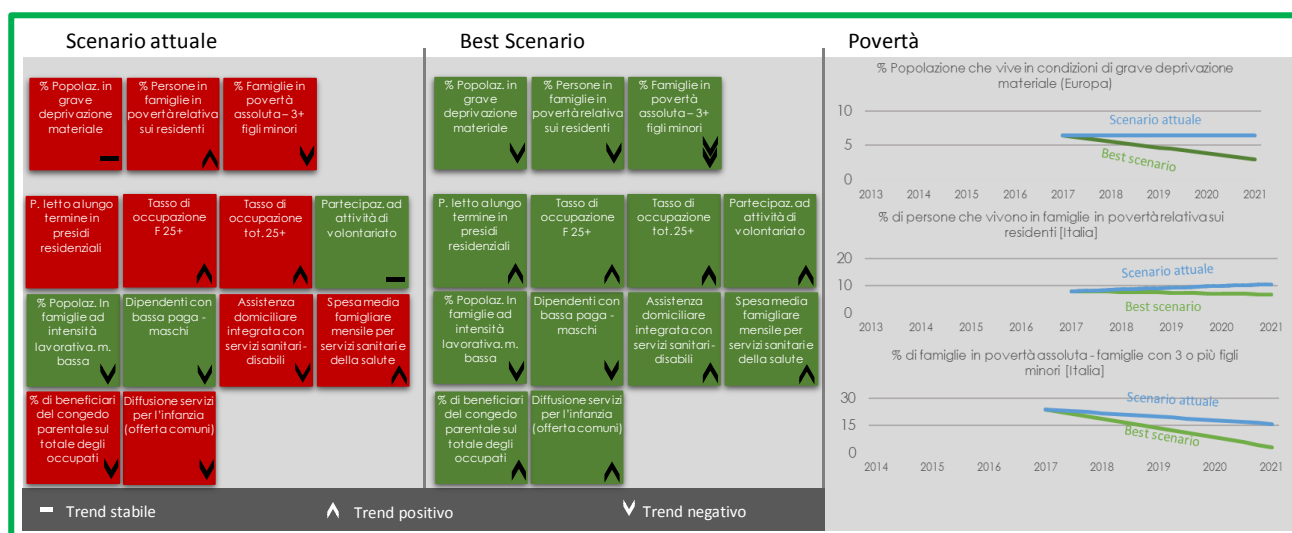 Scenario attuale
% Popolaz. in
grave
deprivazione
materiale
% Persone in
famiglie in
povertà relativa
sui residenti
% Famiglie in
povertà
assoluta – 3+
figli minori
P. letto a lungo
termine in
presidi
residenziali
Tasso di
occupazione
F 25+
Tasso di
occupazione
tot. 25+
Partecipaz. ad
attività di
volontariato
% Popolaz. In
famiglie ad
intensità
lavorativa. m.
bassa
Dipendenti con
bassa paga -
maschi
Assistenza
domiciliare
integrata con
servizi sanitari-
disabili
Spesa media
famigliare
mensile per
servizi sanitari e
della salute
% di beneficiari
del congedo
parentale sul
totale degli
occupati
Diffusione servizi
per l'infanzia
(offerta comuni)
Best Scenario
% Popolaz. in
grave
deprivazione
materiale
% Persone in
famiglie in
povertà relativa
sui residenti
% Famiglie in
povertà
assoluta – 3+
figli minori
P. letto a lungo
termine in
presidi
residenziali
Tasso di
occupazione
F 25+
Tasso di
occupazione
tot. 25+
Partecipaz. ad
attività di
volontariato
% Popolaz. In
famiglie ad
intensità
lavorativa. m.
bassa
Dipendenti con
bassa paga -
maschi
Assistenza
domiciliare
integrata con
servizi sanitari-
disabili
Spesa media
famigliare
mensile per
servizi sanitari e
della salute
% di beneficiari
del congedo
parentale sul
totale degli
occupati
Diffusione servizi
per l'infanzia
(offerta comuni)
Trend stabile
Trend positivo
Trend negativo
Povertà
% Popolazione che vive in condizioni di grave deprivazione
materiale (Europa)
10
Scenario attuale
5
Best scenario
0
2013 2014 2015 2016 2017 2018 2019 2020 2021
% di persone che vivono in famiglie in povertà relativa sui
residenti [Italia]
20
Scenario attuale
10
Best scenario
0
2013 2014 2015 2016 2017 2018 2019 2020 2021
% di famiglie in povertà assoluta - famiglie con 3 o più figli
minori [Italia]
30
Scenario attuale
15
Best scenario
0
2014 2015 2016 2017 2018 2019 2020 2021